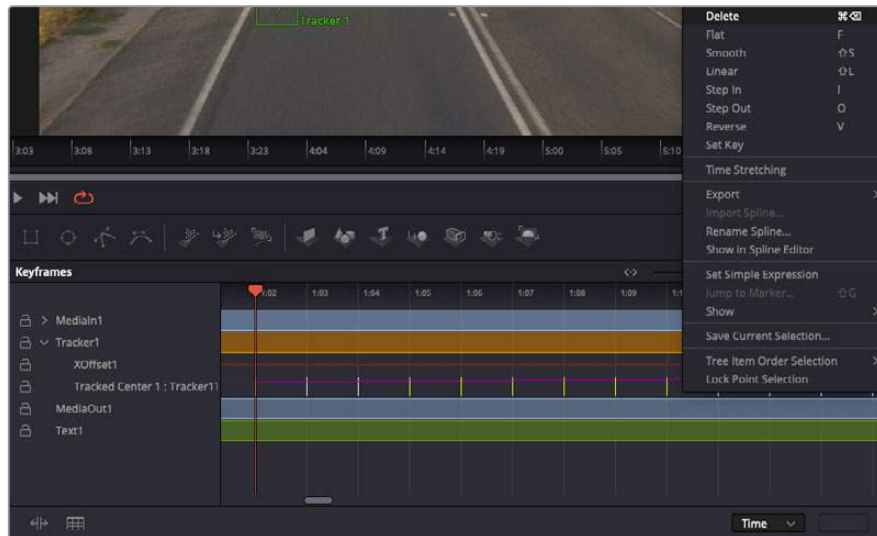 Tracker 1
3:03 3:08 3:13 3:18 3:23 4:04 4:09 4:14 4:19 5:00 5:05 5:10
Keyframes
1:02 1:03 1:04 1:05 1:06 1:07 1:08 1:09
MediaIn1
Tracker1
XOffset1
Tracked Center 1 : Tracker1
MediaOut1
Text1
Time
Delete ⌘⌫
Flat F
Smooth ⇧S
Linear ⇧L
Step In I
Step Out O
Reverse V
Set Key
Time Stretching
Export
Import Spline...
Rename Spline...
Show in Spline Editor
Set Simple Expression
Jump to Marker... ⇧G
Show
Save Current Selection...
Tree Item Order Selection
Lock Point Selection